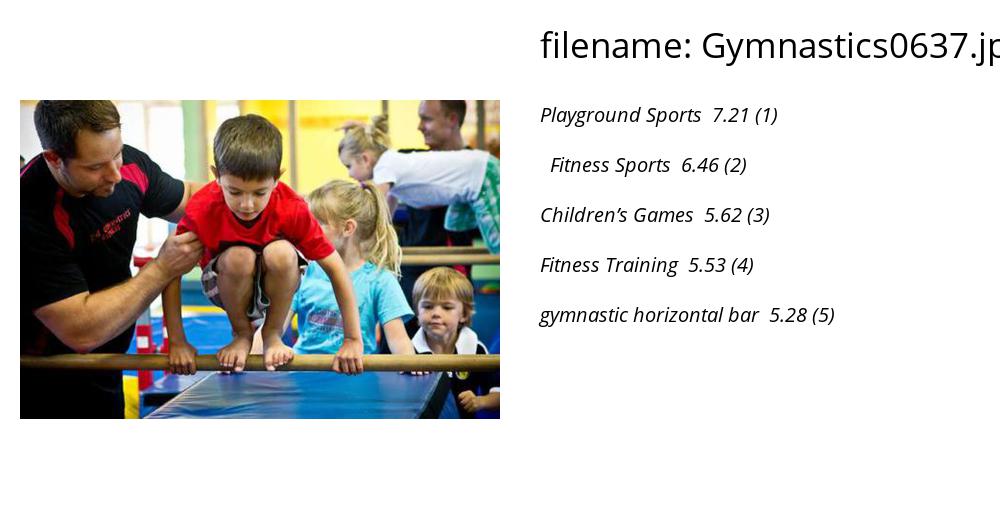 filename: Gymnastics0637.jp
Playground Sports 7.21 (1)
Fitness Sports 6.46 (2)
Children's Games 5.62 (3)
Fitness Training 5.53 (4)
gymnastic horizontal bar 5.28 (5)